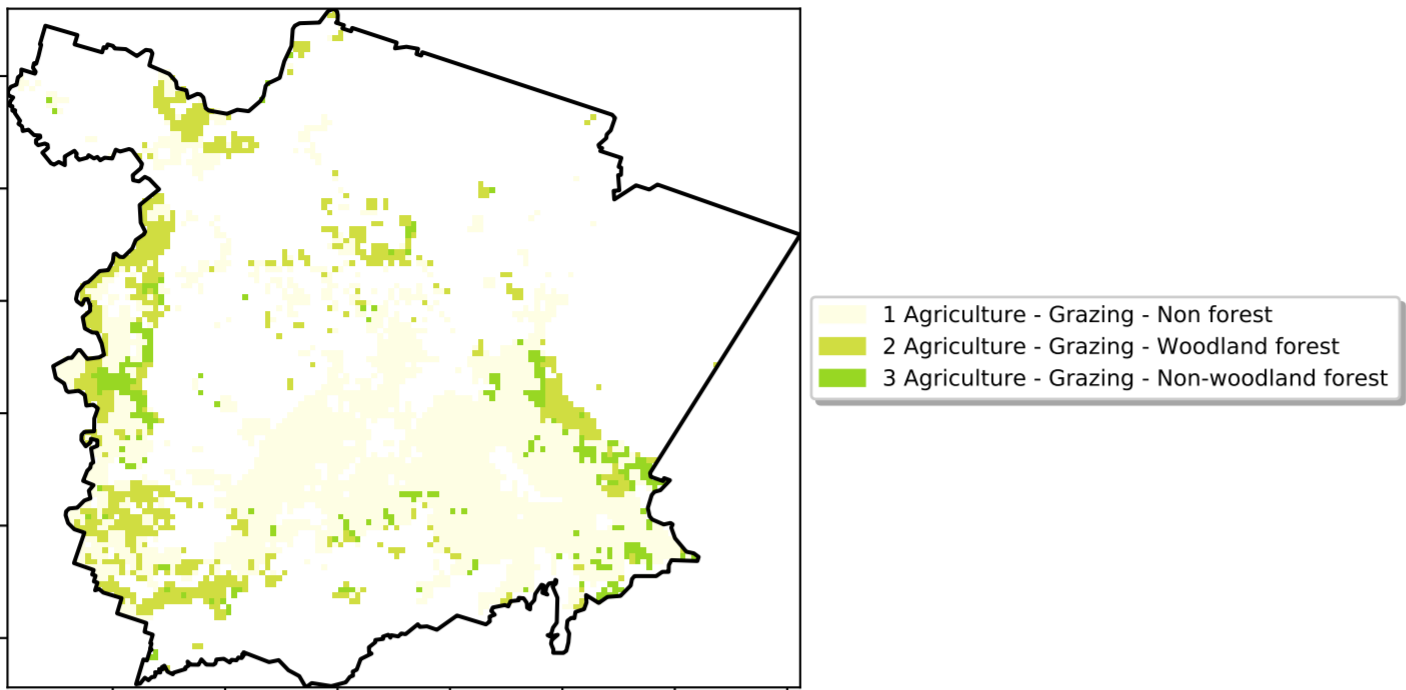 1 Agriculture - Grazing - Non forest
2 Agriculture - Grazing - Woodland forest
3 Agriculture - Grazing - Non-woodland forest